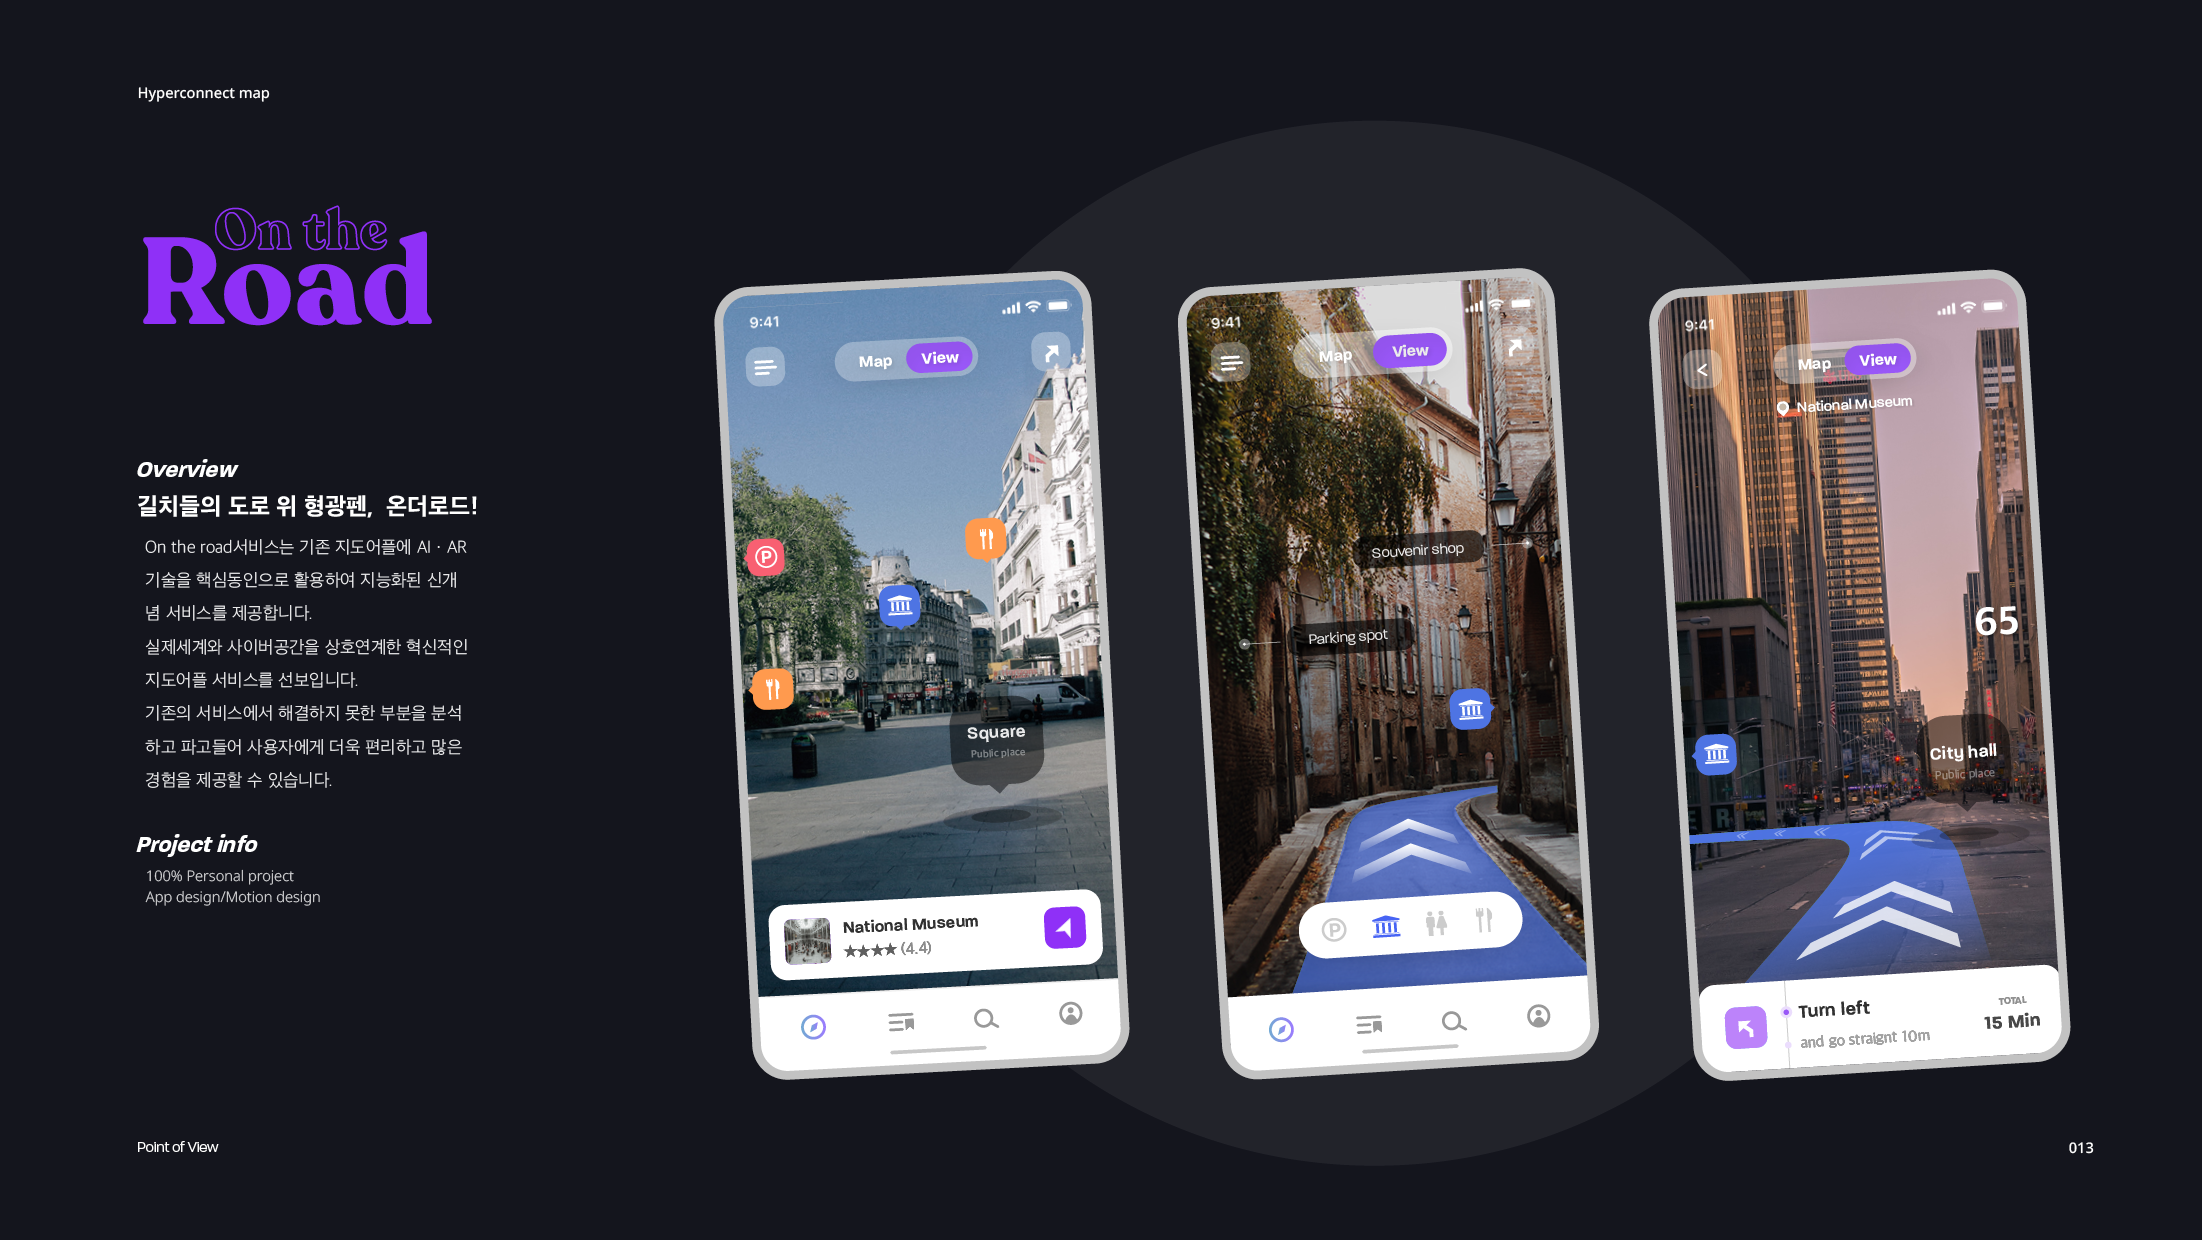 Hyperconnect map
On the
Road
Overview
길치들의 도로 위 형광펜, 온더로드!
On the road서비스는 기존 지도어플에 AI · AR
기술을 핵심동인으로 활용하여 지능화된 신개
념 서비스를 제공합니다.
실제세계와 사이버공간을 상호연계한 혁신적인
지도어플 서비스를 선보입니다.
기존의 서비스에서 해결하지 못한 부분을 분석
하고 파고들어 사용자에게 더욱 편리하고 많은
경험을 제공할 수 있습니다.
Project info
100% Personal project
App design/Motion design
9:41
Map View
P
Square
Public place
National Museum
★★★★ (4.4)
9:41
Map View
Souvenir shop
Parking spot
P
9:41
Map View
National Museum
65
City hall
Public place
Turn left
and go straignt 10m
TOTAL
15 Min
Point of View
013